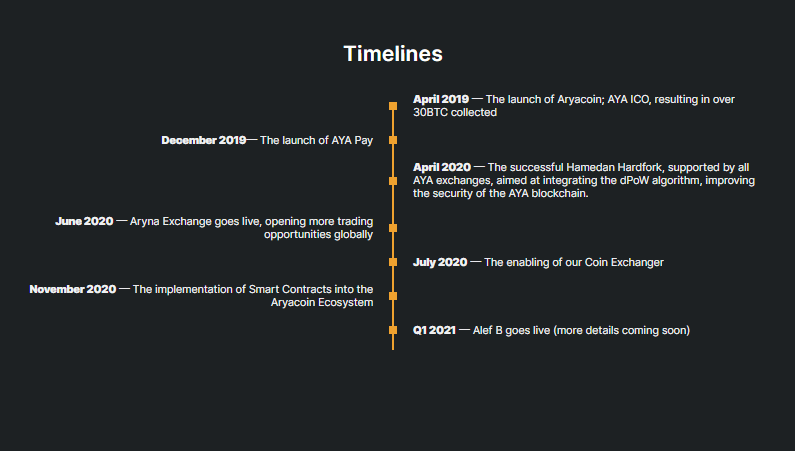 Timelines
April 2019 — The launch of Aryacoin; AYA ICO, resulting in over
30BTC collected
December 2019— The launch of AYA Pay
April 2020 — The successful Hamedan Hardfork, supported by all
AYA exchanges, aimed at integrating the dPoW algorithm, improving
the security of the AYA blockchain.
June 2020 — Aryna Exchange goes live, opening more trading
opportunities globally
July 2020 — The enabling of our Coin Exchanger
November 2020 — The implementation of Smart Contracts into the
Aryacoin Ecosystem
Q1 2021 — Alef B goes live (more details coming soon)